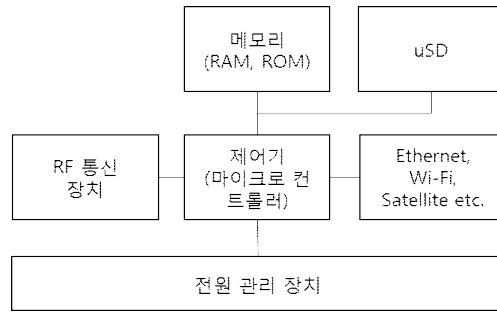 메모리
(RAM, ROM)
uSD
RF 통신
장치
제어기
(마이크로 컨
트롤러)
Ethernet,
Wi-Fi,
Satellite etc.
전원 관리 장치